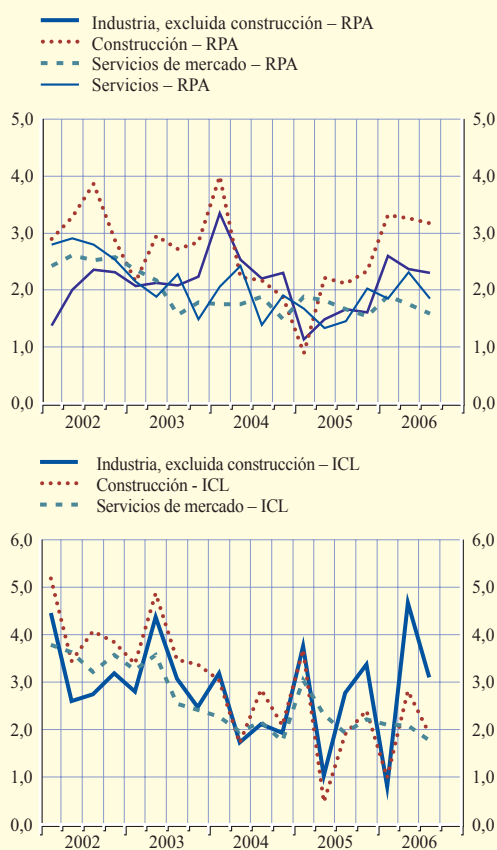 Industria, excluida construcción – RPA
Construcción – RPA
Servicios de mercado – RPA
Servicios – RPA
5,0 5,0
4,0 4,0
3,0 3,0
2,0 2,0
1,0 1,0
0,0 0,0
2002 2003 2004 2005 2006
Industria, excluida construcción – ICL
Construcción - ICL
Servicios de mercado – ICL
6,0 6,0
5,0 5,0
4,0 4,0
3,0 3,0
2,0 2,0
1,0 1,0
0,0 0,0
2002 2003 2004 2005 2006